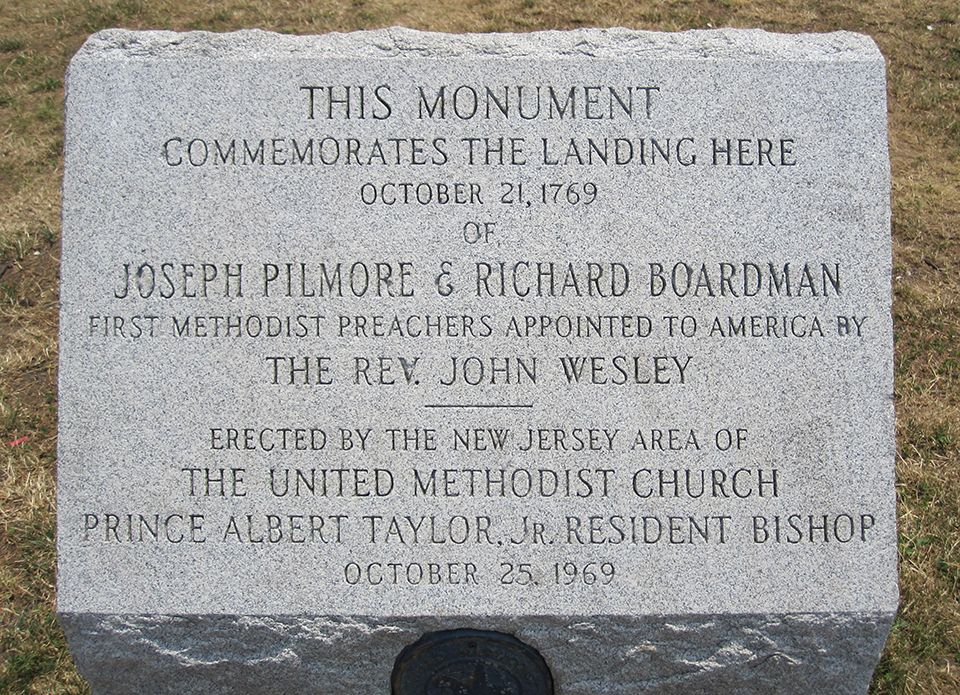 THIS MONUMENT
COMMEMORATES THE LANDING HERE
OCTOBER 21, 1769
OF
JOSEPH PILMORE & RICHARD BOARDMAN
FIRST METHODIST PREACHERS APPOINTED TO AMERICA BY
THE REV. JOHN WESLEY
ERECTED BY THE NEW JERSEY AREA OF
THE UNITED METHODIST CHURCH
PRINCE ALBERT TAYLOR, JR. RESIDENT BISHOP
OCTOBER 25, 1969